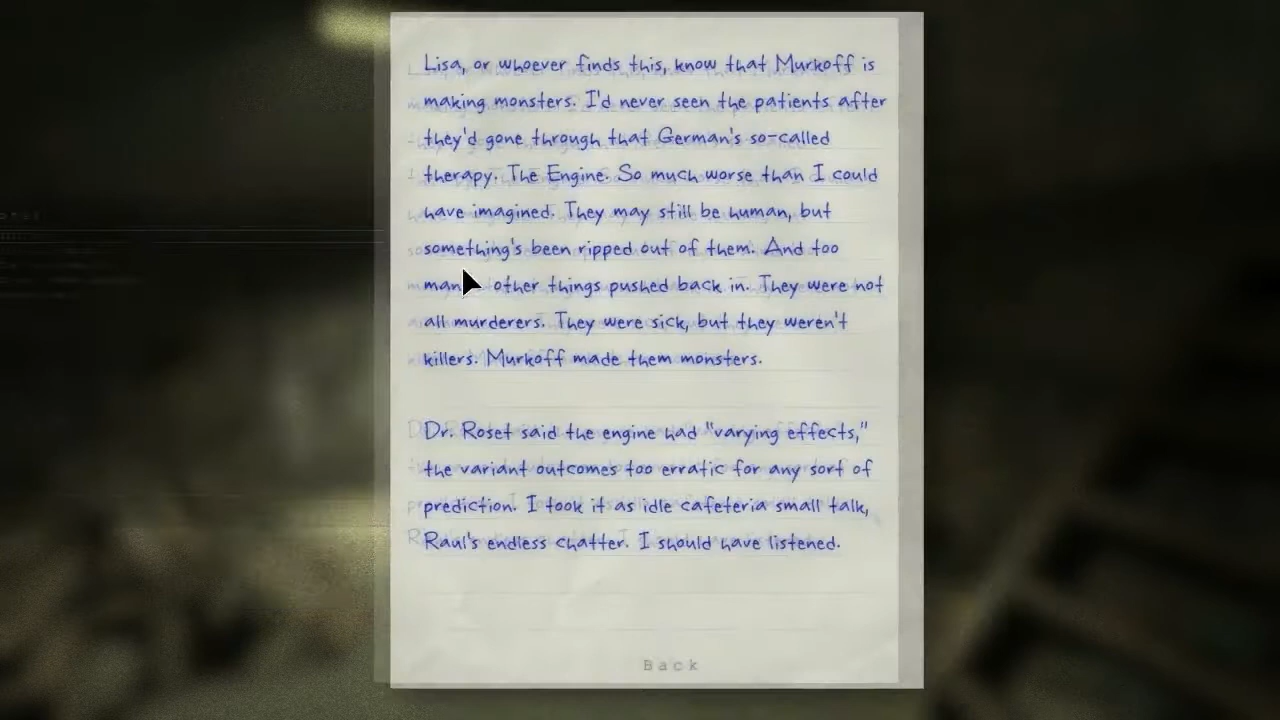 Lisa, or whoever finds this, know that Murkoff is
making monsters. I'd never seen the patients after
they'd gone through that German's so-called
therapy. The Engine. So much worse than I could
have imagined. They may still be human, but
something's been ripped out of them. And too
man other things pushed back in. They were not
all murderers. They were sick, but they weren't
killers. Murkoff made them monsters.
Dr. Roset said the engine had "varying effects,"
the variant outcomes too erratic for any sort of
prediction. I took it as idle cafeteria small talk,
Raul's endless chatter. I should have listened.
Back